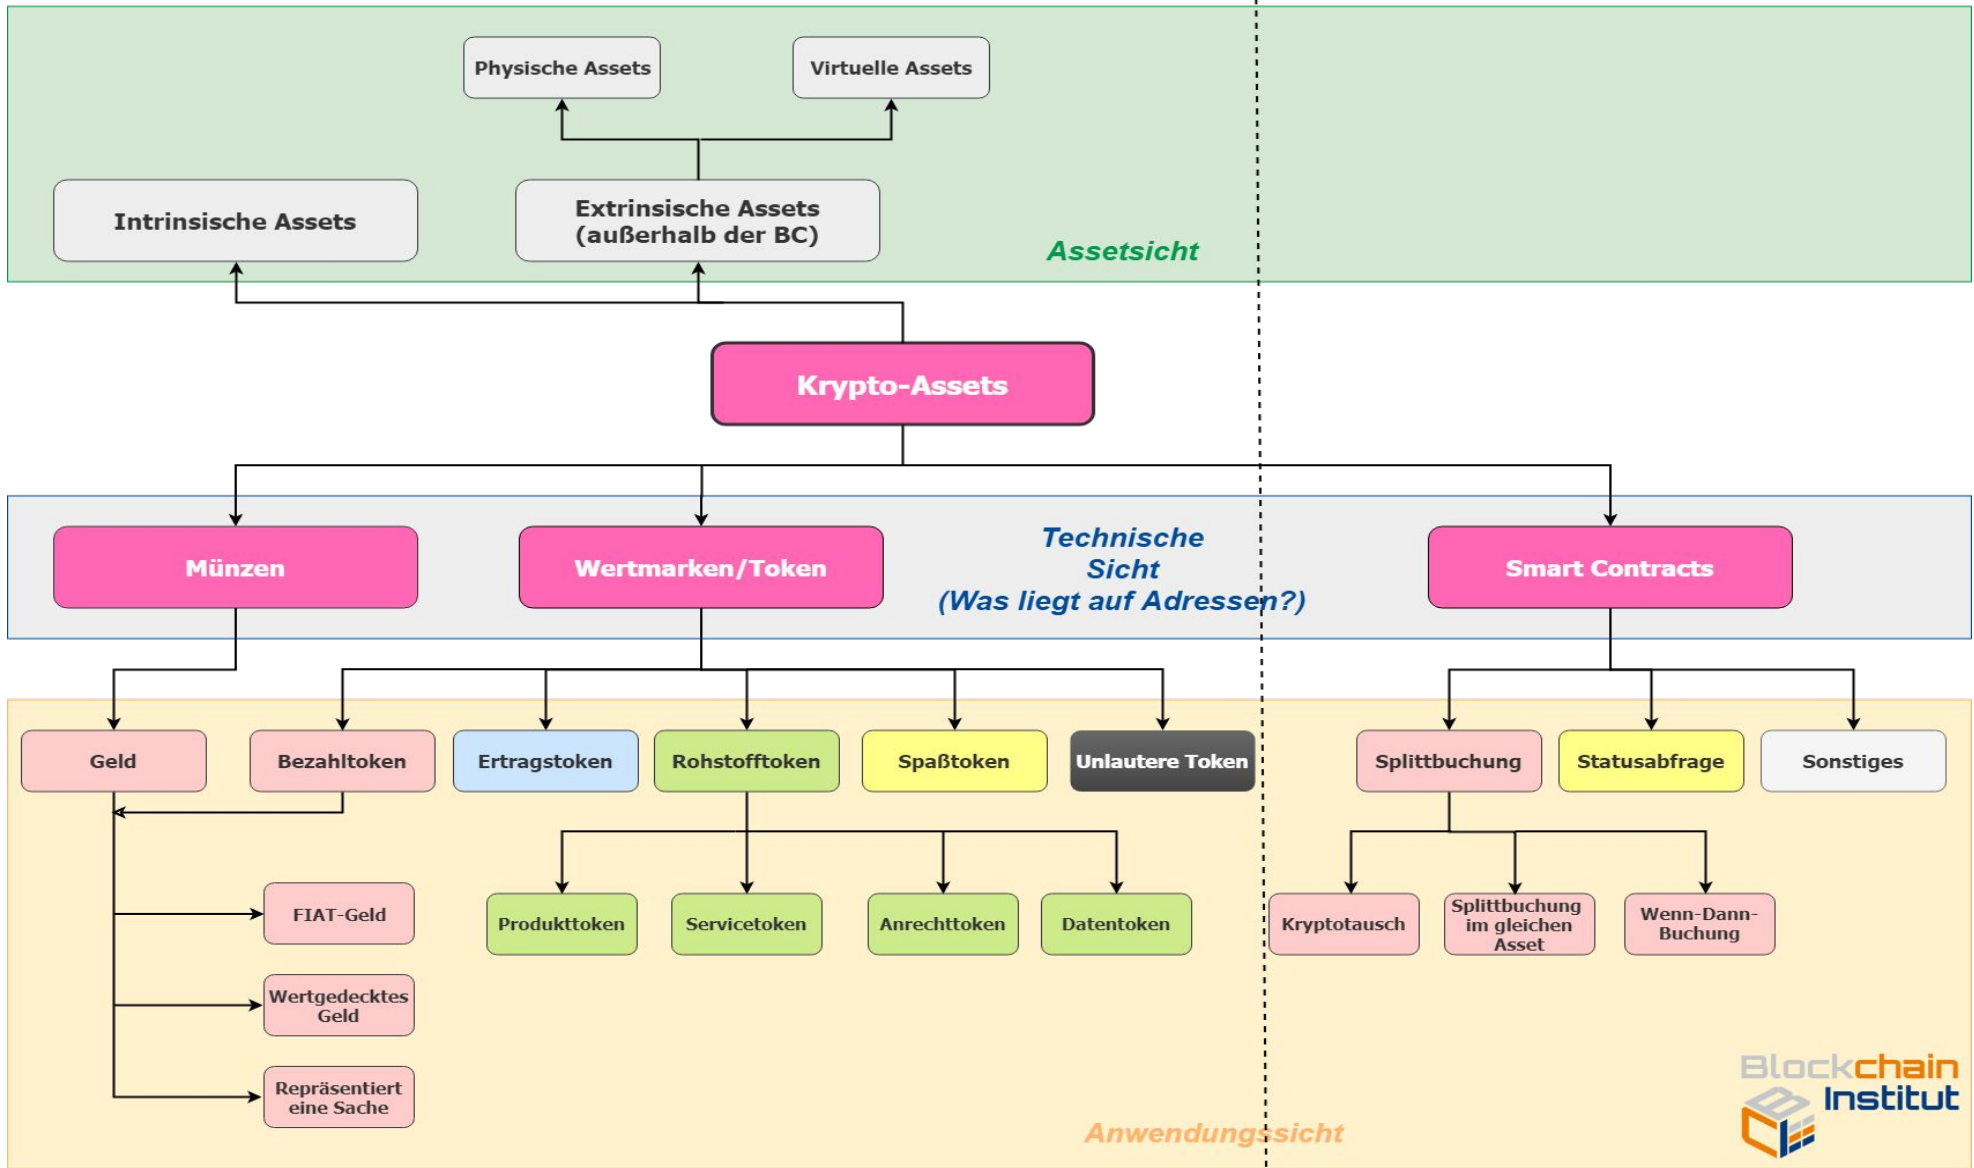 Physische Assets
Virtuelle Assets
Intrinsische Assets
Extrinsische Assets
(außerhalb der BC)
Assetsicht
Krypto-Assets
Münzen
Wertmarken/Token
Technische
Sicht
(Was liegt auf Adressen?)
Smart Contracts
Geld
Bezahltoken
Ertragstoken
Rohstofftoken
Spaßtoken
Unlautere Token
Splittbuchung
Statusabfrage
Sonstiges
FIAT-Geld
Produkttoken
Servicetoken
Anrechttoken
Datentoken
Kryptotausch
Splittbuchung
im gleichen
Asset
Wenn-Dann-
Buchung
Wertgedecktes
Geld
Repräsentiert
eine Sache
Anwendungssicht
Blockchain
Institut